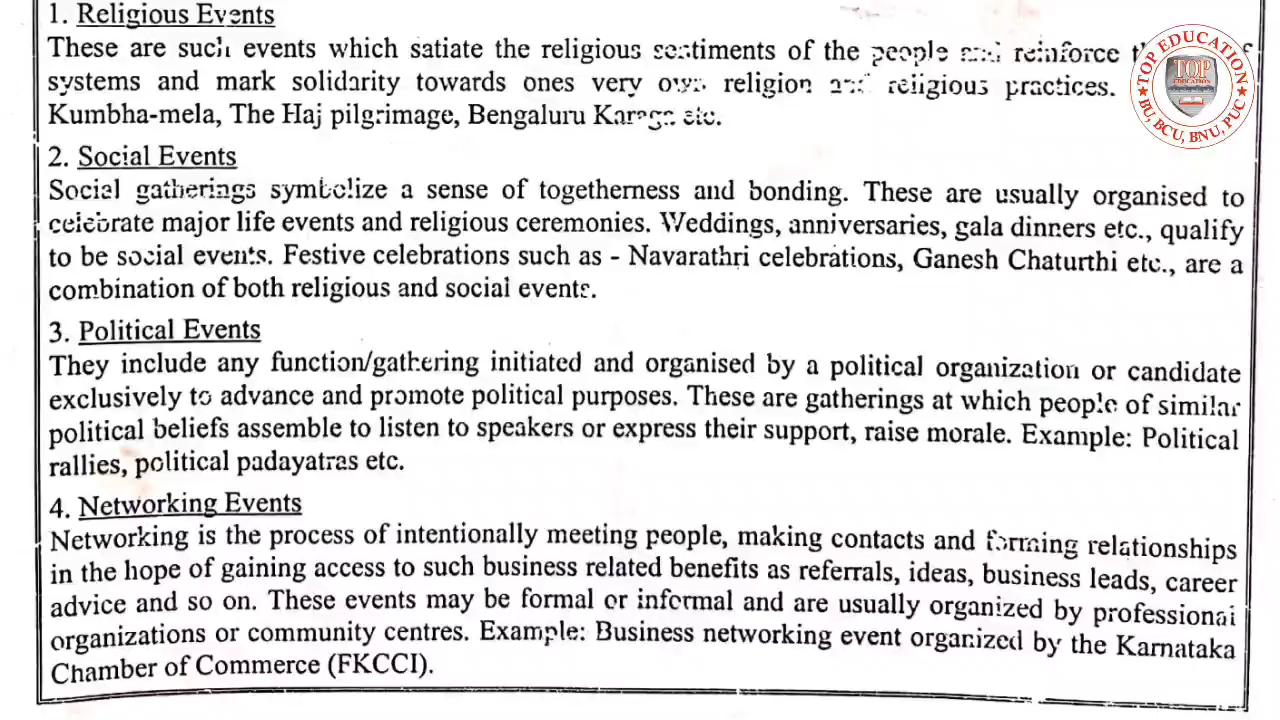 1. Religious Events
These are such events which satiate the religious sentiments of the people and reinforce
systems and mark solidarity towards ones very own religion and religious practices.
Kumbha-mela, The Haj pilgrimage, Bengaluru Karaga etc.
2. Social Events
Social gatherings symbolize a sense of togetherness and bonding. These are usually organised to
celebrate major life events and religious ceremonies. Weddings, anniversaries, gala dinners etc., qualify
to be social events. Festive celebrations such as - Navarathri celebrations, Ganesh Chaturthi etc., are a
combination of both religious and social events.
3. Political Events
They include any function/gathering initiated and organised by a political organization or candidate
exclusively to advance and promote political purposes. These are gatherings at which people of similar
political beliefs assemble to listen to speakers or express their support, raise morale. Example: Political
rallies, political padayatras etc.
4. Networking Events
Networking is the process of intentionally meeting people, making contacts and forming relationships
in the hope of gaining access to such business related benefits as referrals, ideas, business leads, career
advice and so on. These events may be formal or informal and are usually organized by professional
organizations or community centres. Example: Business networking event organized by the Karnataka
Chamber of Commerce (FKCCI).
TOP EDUCATION
TOP
EDUCATION
BU, BCU, BNU, PUC